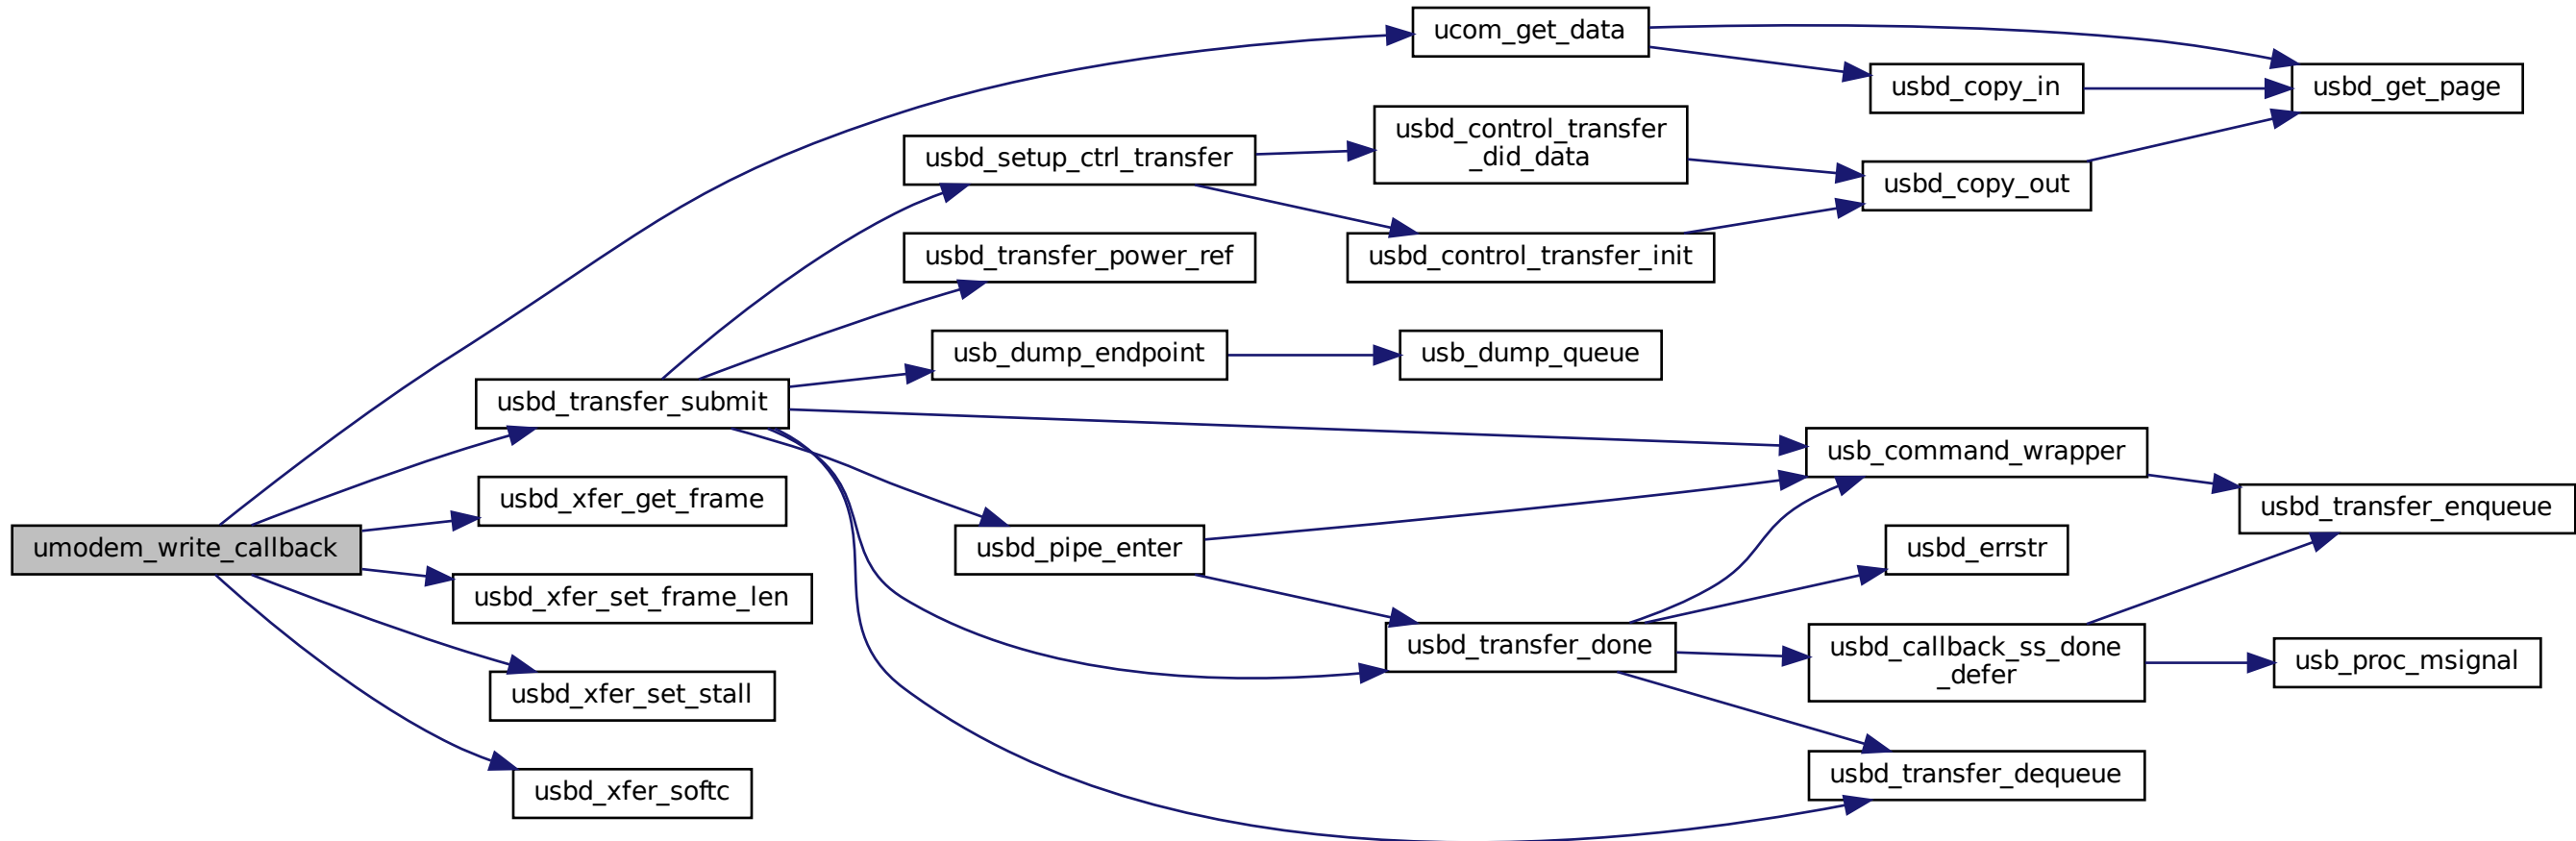 ucom_get_data
usbd_copy_in
usbd_get_page
usbd_control_transfer
_did_data
usbd_setup_ctrl_transfer
usbd_copy_out
usbd_transfer_power_ref
usbd_control_transfer_init
usb_dump_endpoint
usb_dump_queue
usbd_transfer_submit
usb_command_wrapper
usbd_xfer_get_frame
usbd_transfer_enqueue
umodem_write_callback
usbd_pipe_enter
usbd_errstr
usbd_xfer_set_frame_len
usbd_transfer_done
usbd_callback_ss_done
_defer
usb_proc_msignal
usbd_xfer_set_stall
usbd_transfer_dequeue
usbd_xfer_softc